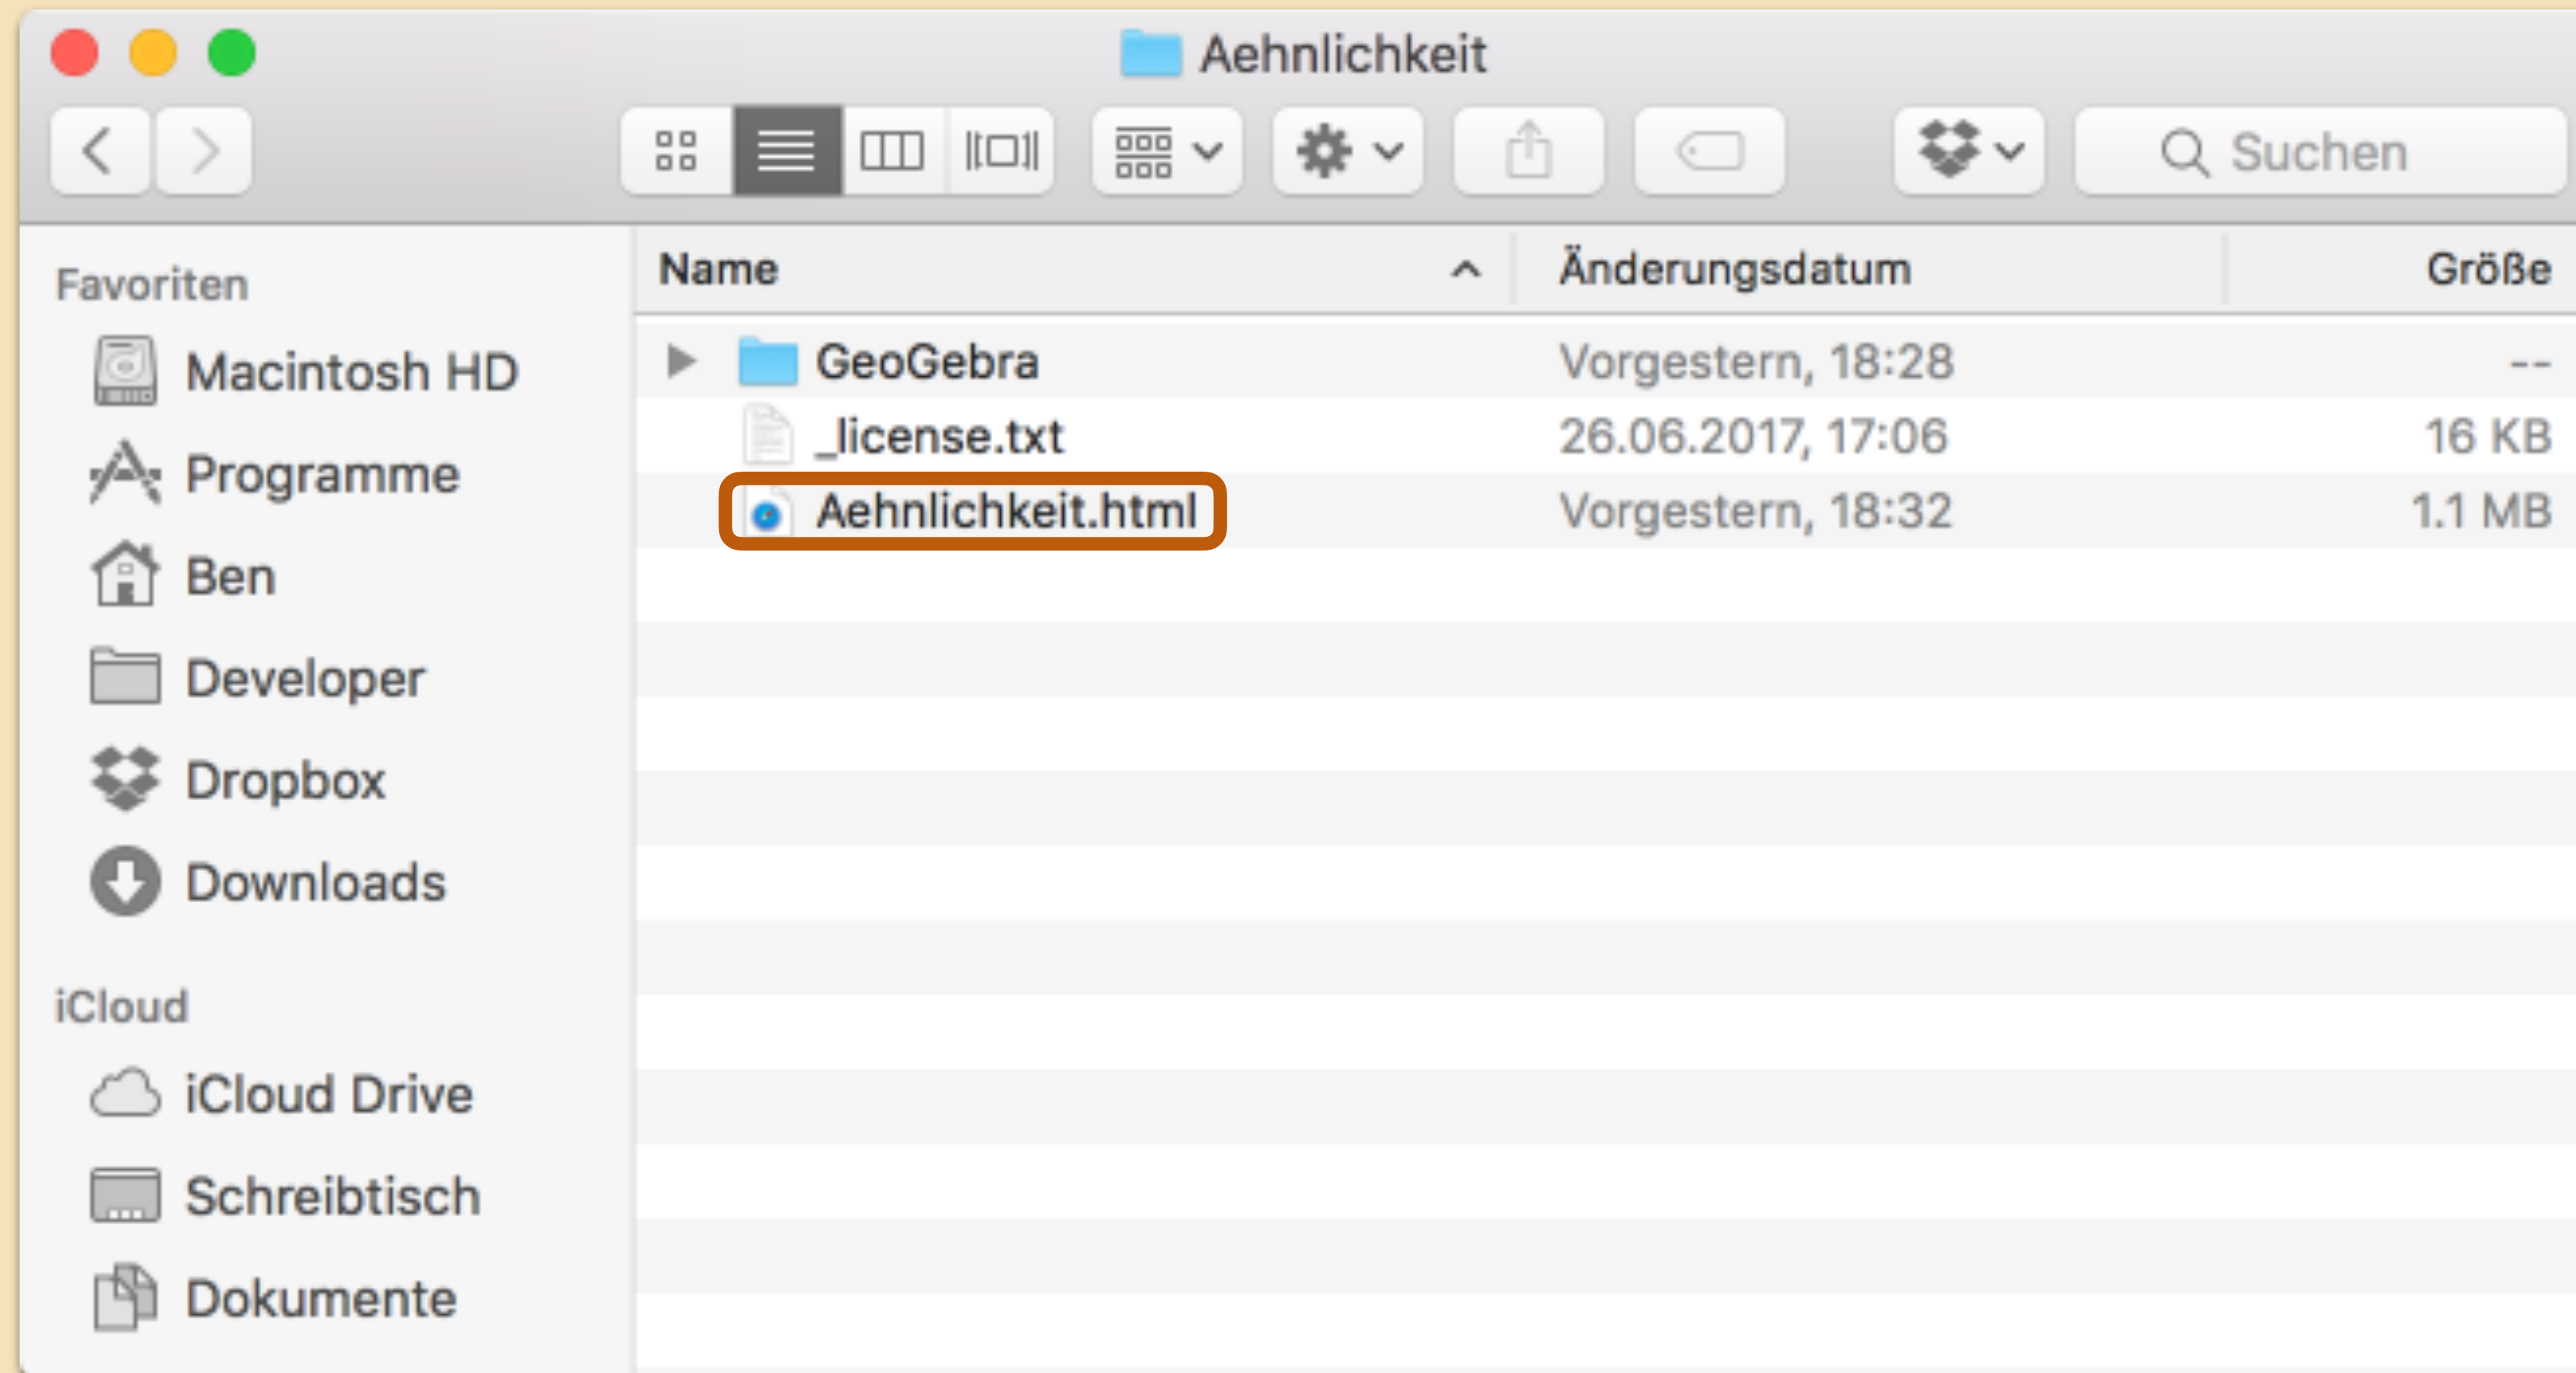 Aehnlichkeit
Suchen
Favoriten
Macintosh HD
Programme
Ben
Developer
Dropbox
Downloads
iCloud
iCloud Drive
Schreibtisch
Dokumente
Name Änderungsdatum Größe
GeoGebra Vorgestern, 18:28 --
_license.txt 26.06.2017, 17:06 16 KB
Aehnlichkeit.html Vorgestern, 18:32 1.1 MB